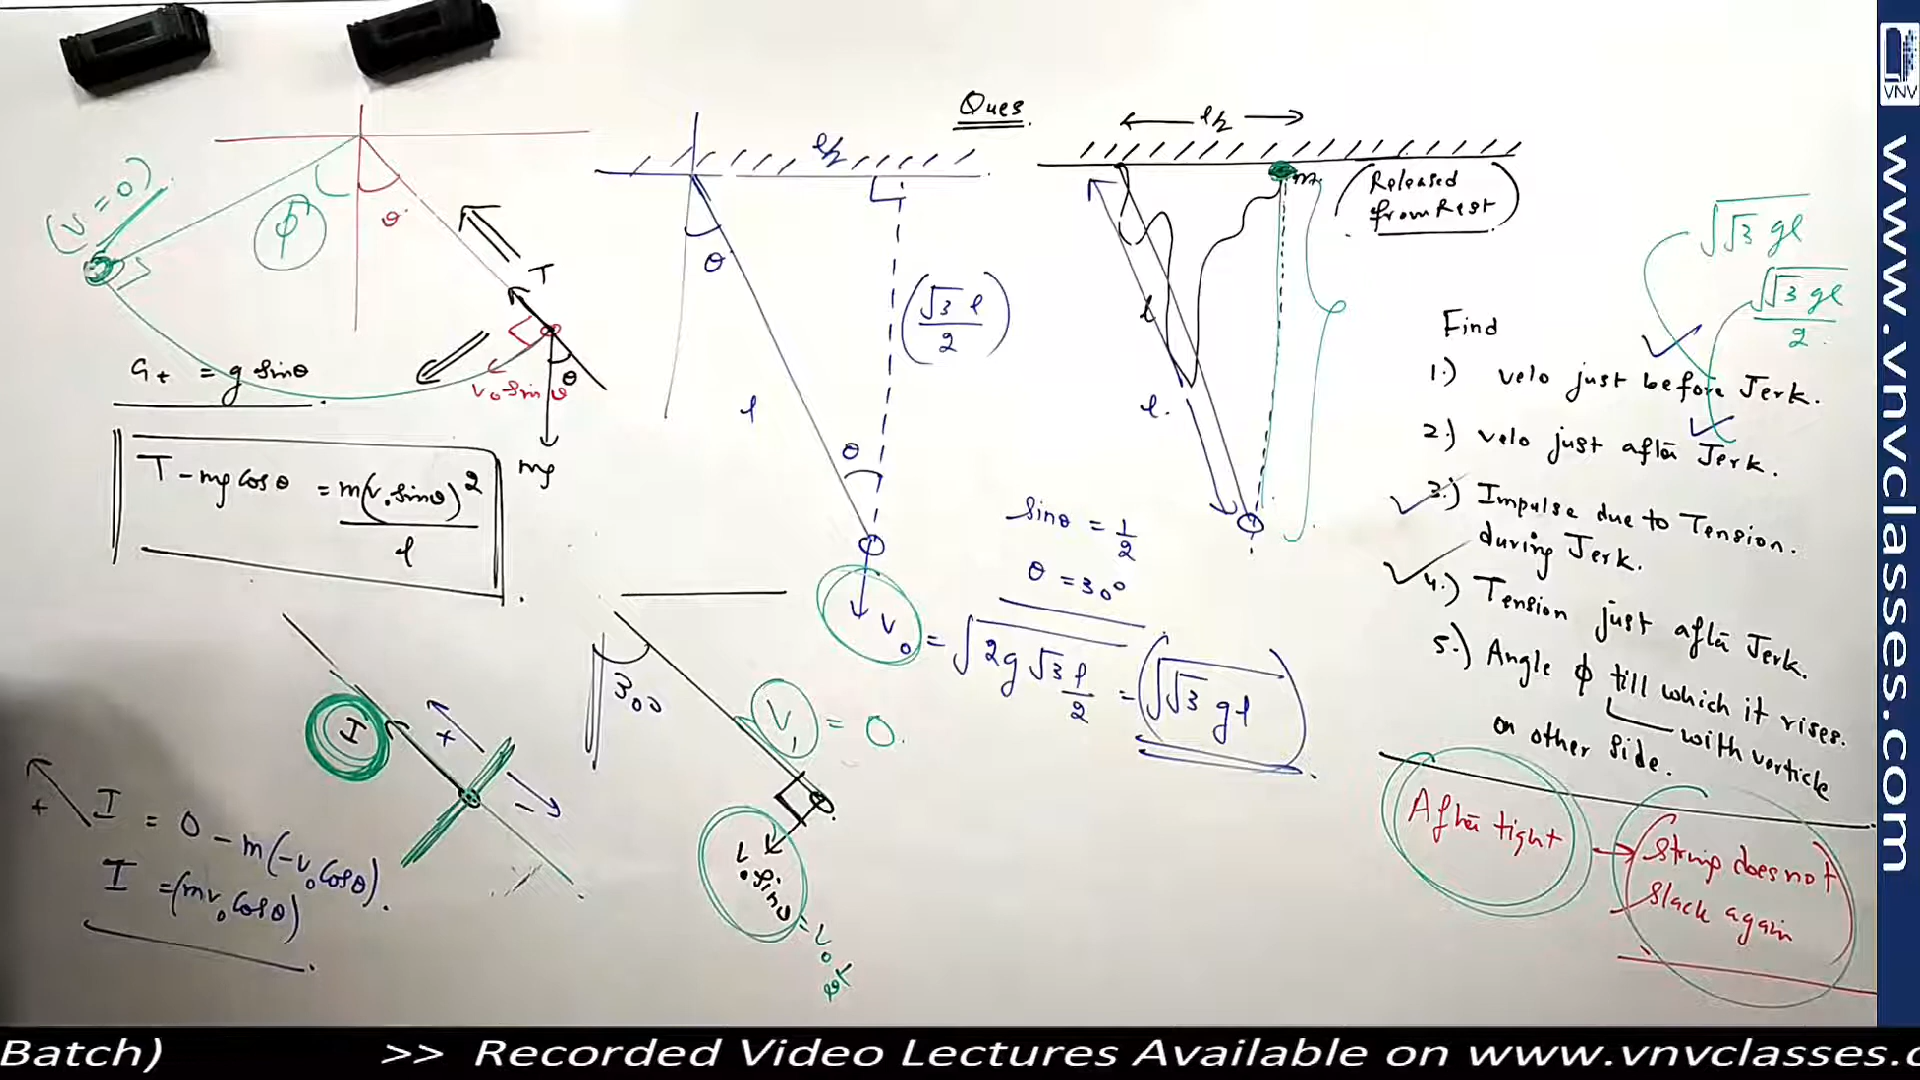 Ques
l/2
m
(Released
from Rest)
l
l
l/2
θ
(√3 l / 2)
l
θ
sinθ = 1/2
θ = 30°
v₀ = √(2g√3 l/2) = (√(√3 gl))
(v = 0)
ϕ
θ
T
θ
v₀ sinθ
mg
at = g sinθ
T - mg cosθ = m(v₀ sinθ)² / l
30°
V₁ = 0
v₀ sinθ
I
+
-
+
I = 0 - m(-v₀ cosθ).
I = (mv₀ cosθ)
√(√3 gl)
√(√3 gl) / 2
Find
1.) velo just before Jerk.
2.) velo just after Jerk.
3.) Impulse due to Tension
during Jerk.
4.) Tension just after Jerk.
5.) Angle ϕ till which it rises.
on other side.
with verticle
After tight → string does not
slack again
VNV
www.vnvclasses.com
Batch) >> Recorded Video Lectures Available on www.vnvclasses.c